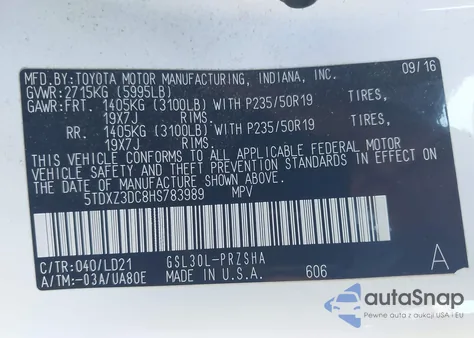 MFD.BY:TOYOTA MOTOR MANUFACTURING, INDIANA, INC. 09/16
GVWR: 2715KG (5995LB)
GAWR:FRT. 1405KG (3100LB) WITH P235/50R19 TIRES,
19X7J RIMS.
RR. 1405KG (3100LB) WITH P235/50R19 TIRES,
19X7J RIMS.
THIS VEHICLE CONFORMS TO ALL APPLICABLE FEDERAL MOTOR
VEHICLE SAFETY AND THEFT PREVENTION STANDARDS IN EFFECT
ON THE DATE OF MANUFACTURE SHOWN ABOVE.
5TDXZ3DC8HS783989 MPV
C/TR:040/LD21 GSL30L-PRZSHA A
A/TM:-03A/UA80E MADE IN U.S.A. 606
autoSnap
Pewne auta z USA i Kanady